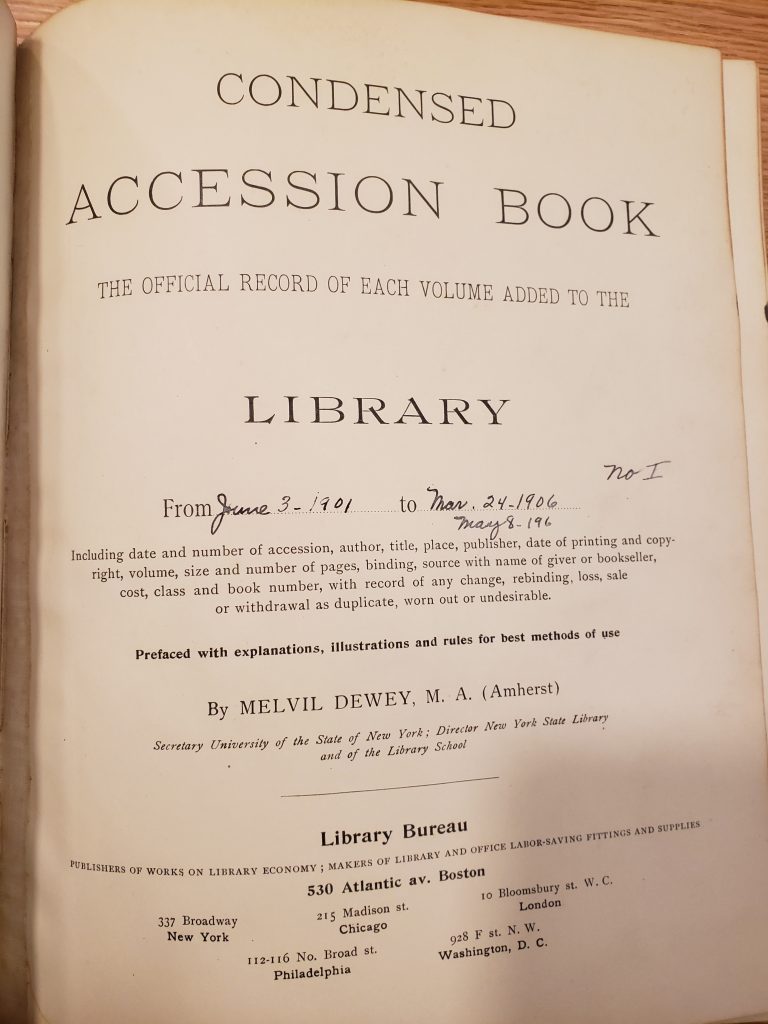 CONDENSED
ACCESSION BOOK
THE OFFICIAL RECORD OF EACH VOLUME ADDED TO THE
LIBRARY
no I
From June 3-1901 to Mar. 24-1906
May 8-196
Including date and number of accession, author, title, place, publisher, date of printing and copy-
right, volume, size and number of pages, binding, source with name of giver or bookseller,
cost, class and book number, with record of any change, rebinding, loss, sale
or withdrawal as duplicate, worn out or undesirable.
Prefaced with explanations, illustrations and rules for best methods of use
By MELVIL DEWEY, M. A. (Amherst)
Secretary University of the State of New York; Director New York State Library
and of the Library School
Library Bureau
PUBLISHERS OF WORKS ON LIBRARY ECONOMY; MAKERS OF LIBRARY AND OFFICE LABOR-SAVING FITTINGS AND SUPPLIES
530 Atlantic av. Boston
337 Broadway
New York
215 Madison st.
Chicago
10 Bloomsbury st. W. C.
London
112-116 No. Broad st.
Philadelphia
928 F st. N. W.
Washington, D. C.